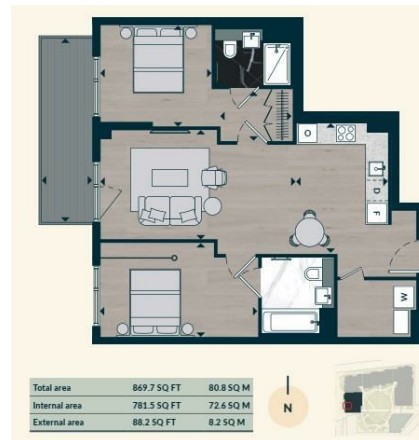 O
D
F
W
Total area 869.7 SQ FT 80.8 SQ M
Internal area 781.5 SQ FT 72.6 SQ M
External area 88.2 SQ FT 8.2 SQ M
N